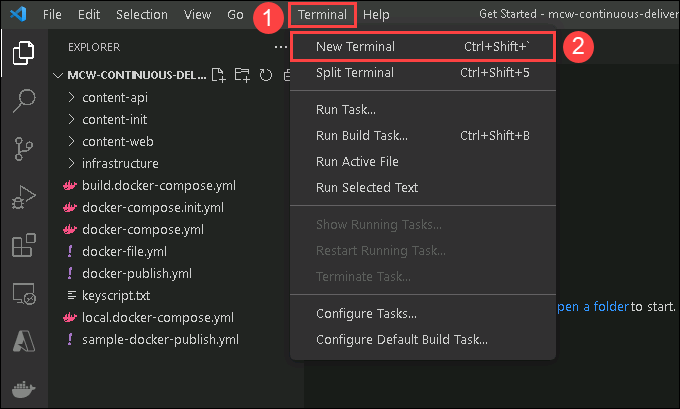 File Edit Selection View Go Terminal Help Get Started - mcw-continuous-deliver
1
EXPLORER ...
New Terminal Ctrl+Shift+`
2
MCW-CONTINUOUS-DEL...
Split Terminal Ctrl+Shift+5
content-api
Run Task...
content-init
Run Build Task... Ctrl+Shift+B
content-web
infrastructure
Run Active File
build.docker-compose.yml
Run Selected Text
docker-compose.init.yml
docker-compose.yml
Show Running Tasks...
docker-file.yml
Restart Running Task...
docker-publish.yml
Terminate Task...
keyscript.txt
pen a folder to start.
local.docker-compose.yml
Configure Tasks...
sample-docker-publish.yml
Configure Default Build Task...